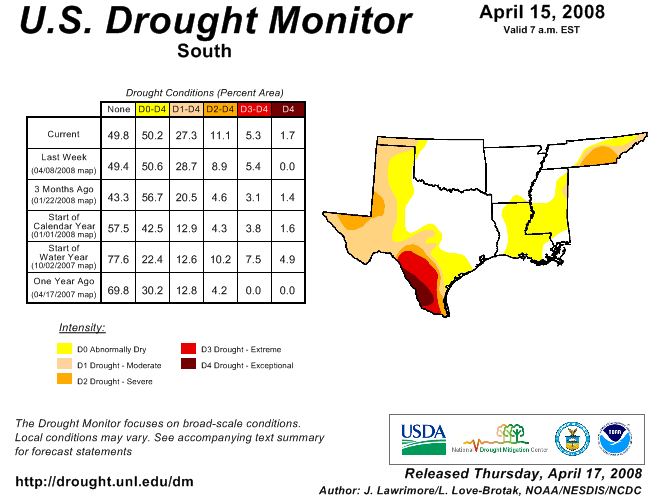 U.S. Drought Monitor
South
April 15, 2008
Valid 7 a.m. EST
Drought Conditions (Percent Area)
None D0-D4 D1-D4 D2-D4 D3-D4 D4
Current 49.8 50.2 27.3 11.1 5.3 1.7
Last Week
(04/08/2008 map) 49.4 50.6 28.7 8.9 5.4 0.0
3 Months Ago
(01/22/2008 map) 43.3 56.7 20.5 4.6 3.1 1.4
Start of
Calendar Year
(01/01/2008 map) 57.5 42.5 12.9 4.3 3.8 1.6
Start of
Water Year
(10/02/2007 map) 77.6 22.4 12.6 10.2 7.5 4.9
One Year Ago
(04/17/2007 map) 69.8 30.2 12.8 4.2 0.0 0.0
Intensity:
D0 Abnormally Dry
D1 Drought - Moderate
D2 Drought - Severe
D3 Drought - Extreme
D4 Drought - Exceptional
The Drought Monitor focuses on broad-scale conditions.
Local conditions may vary. See accompanying text summary
for forecast statements
http://drought.unl.edu/dm
USDA
National Drought Mitigation Center
NOAA
Released Thursday, April 17, 2008
Author: J. Lawrimore/L. Love-Brotak, NOAA/NESDIS/NCDC